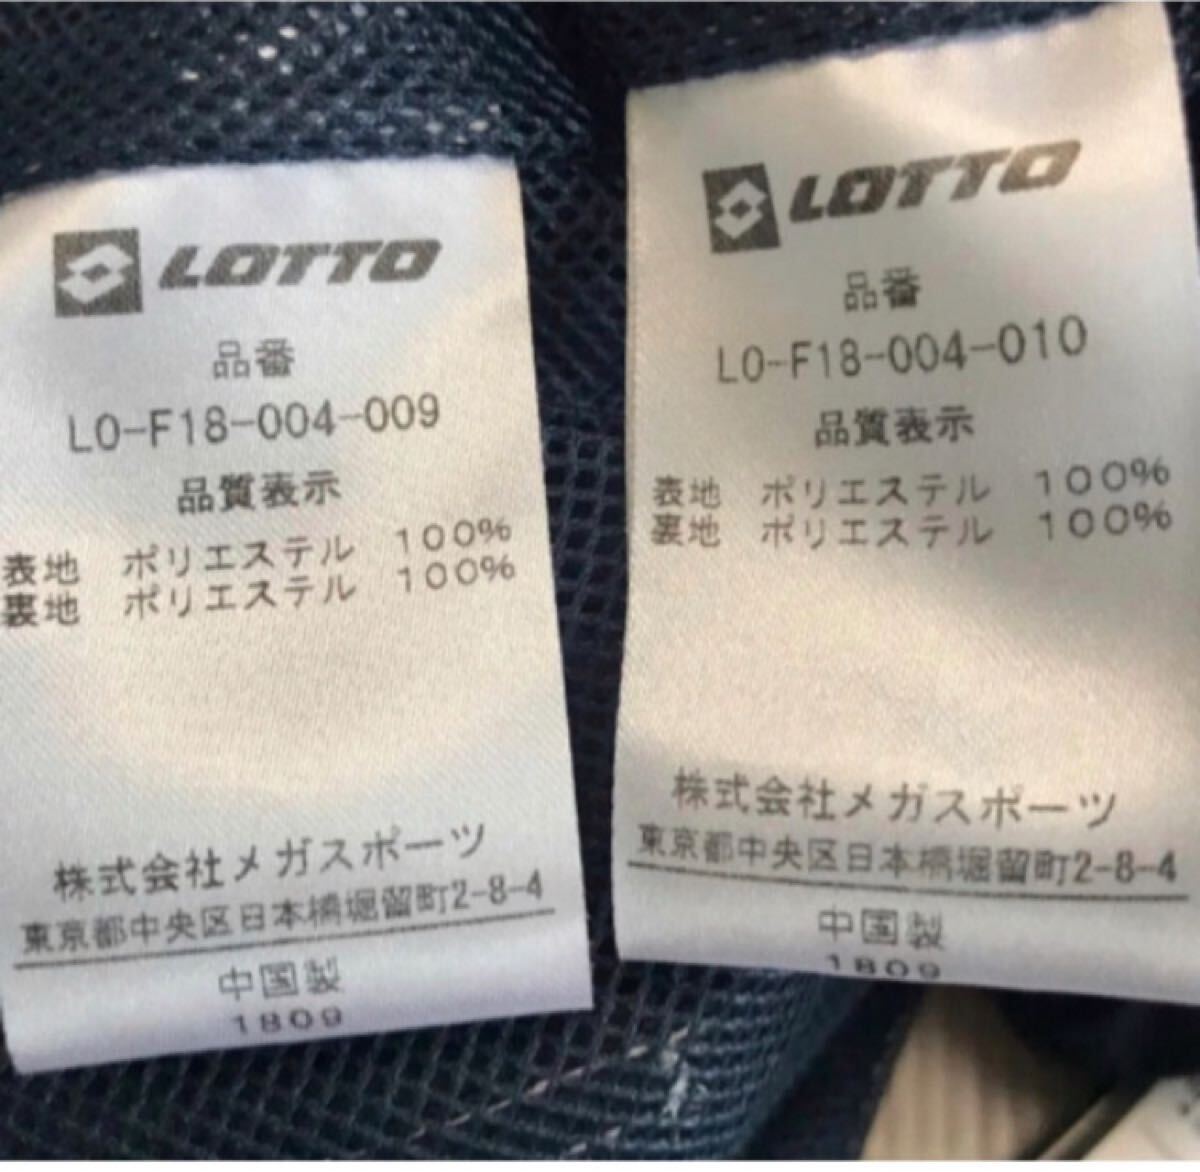 LOTTO
品番
LO-F18-004-009
品質表示
表地 ポリエステル 100%
裏地 ポリエステル 100%
株式会社メガスポーツ
東京都中央区日本橋堀留町2-8-4
中国製
1809
LOTTO
品番
LO-F18-004-010
品質表示
表地 ポリエステル 100%
裏地 ポリエステル 100%
株式会社メガスポーツ
東京都中央区日本橋堀留町2-8-4
中国製
1809